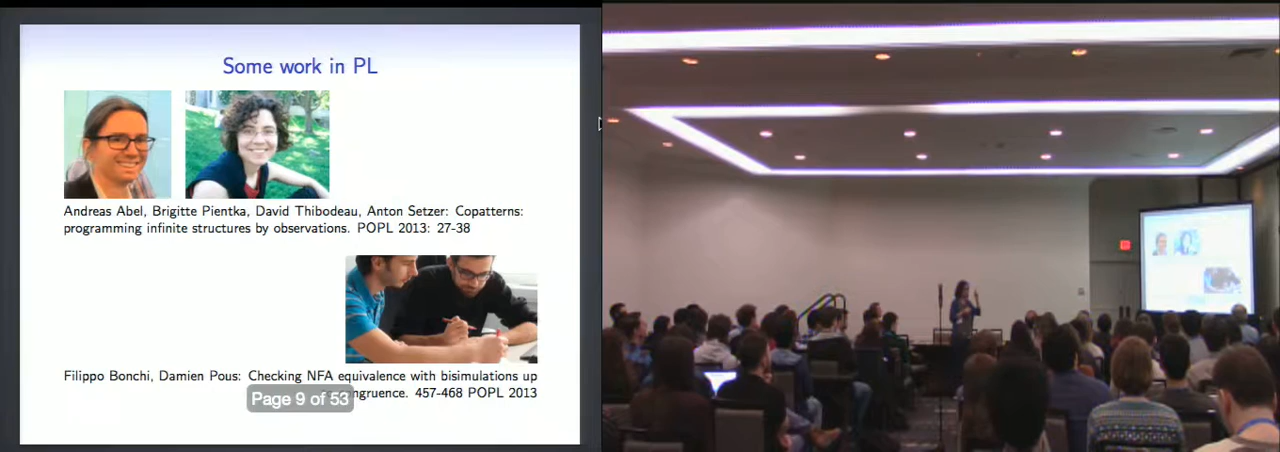 Some work in PL
Andreas Abel, Brigitte Pientka, David Thibodeau, Anton Setzer: Copatterns:
programming infinite structures by observations. POPL 2013: 27-38
Filippo Bonchi, Damien Pous: Checking NFA equivalence with bisimulations up
ngruence. 457-468 POPL 2013
Page 9 of 53